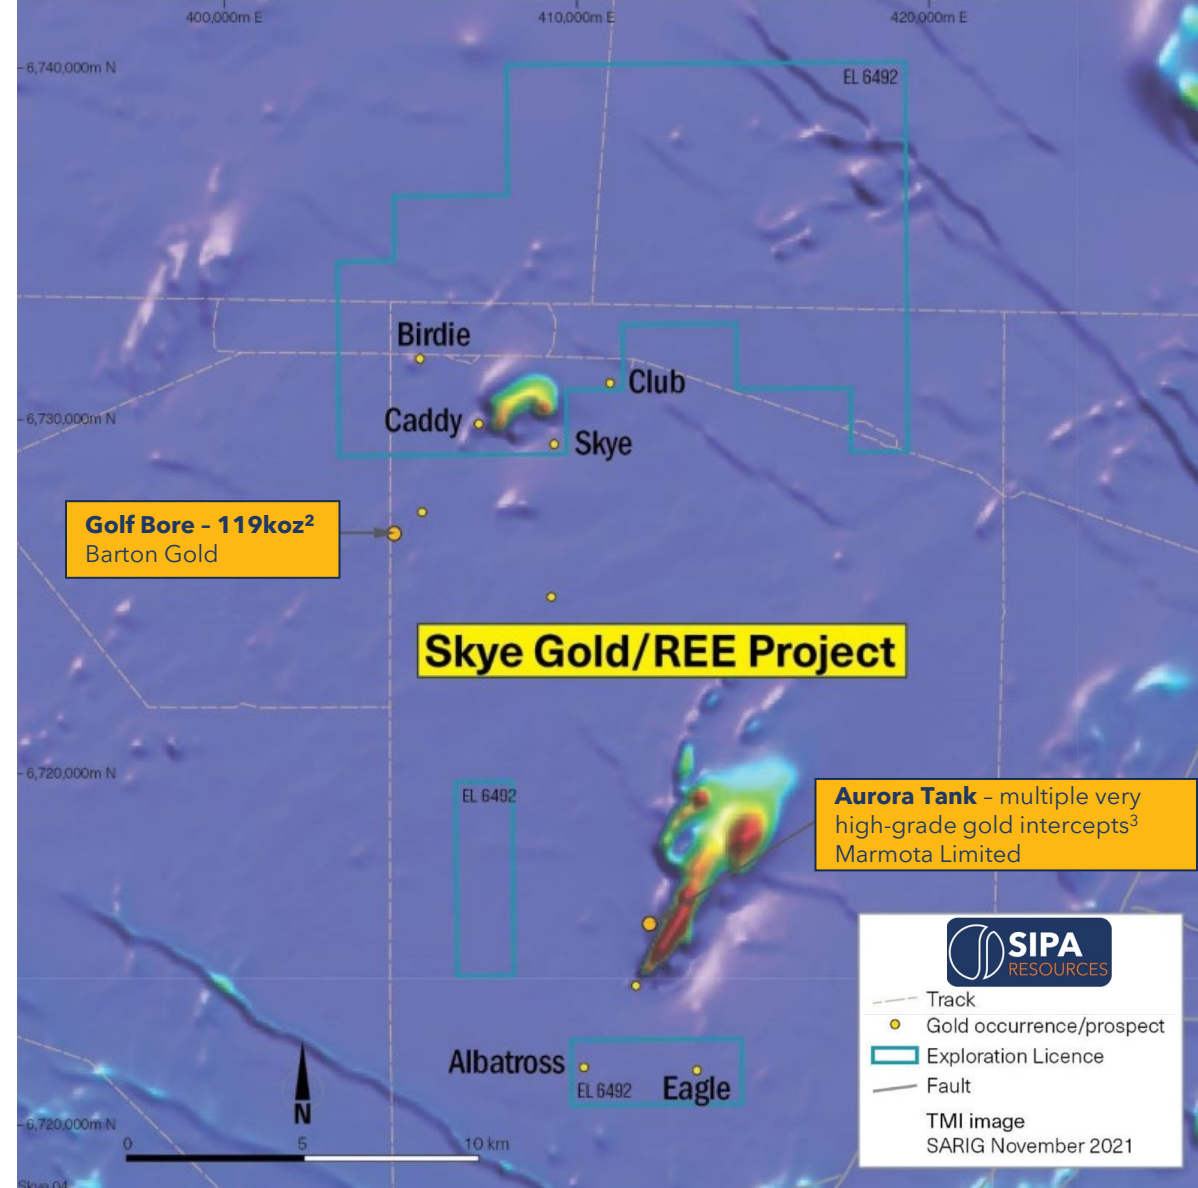 400,000m E
410,000m E
420,000m E
6,740,000m N
EL 6492
Birdie
Club
6,730,000m N
Caddy
Skye
Golf Bore – 119koz²
Barton Gold
Skye Gold/REE Project
6,720,000m N
EL 6492
Aurora Tank – multiple very
high-grade gold intercepts³
Marmota Limited
SIPA
RESOURCES
Track
Gold occurrence/prospect
Exploration Licence
Fault
TMI image
SARIG November 2021
Albatross
EL 6492
Eagle
N
6,720,000m N
0
5
10 km
Skye 04